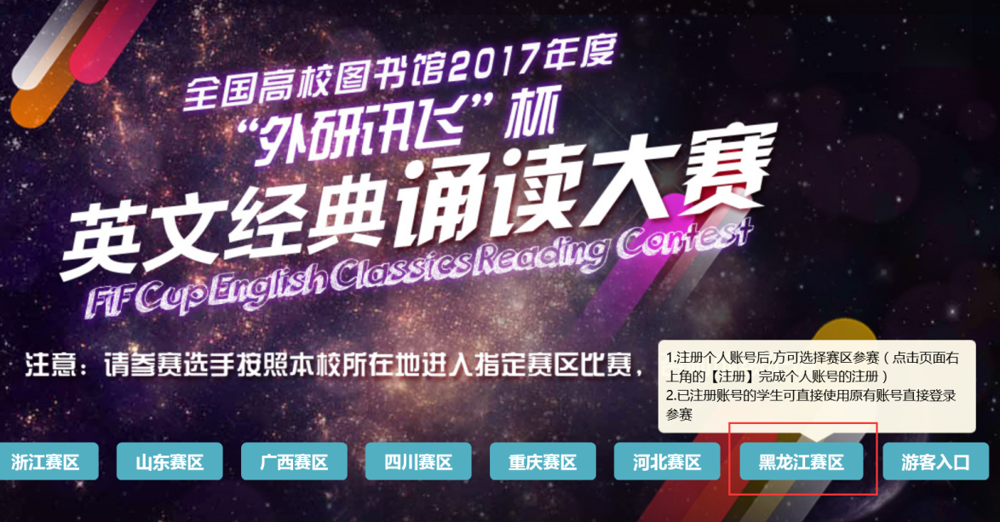 全国高校图书馆2017年度
“外研讯飞”杯
英文经典诵读大赛
FiF Cup English Classics Reading Contest
注意：请参赛选手按照本校所在地进入指定赛区比赛，
1.注册个人账号后,方可选择赛区参赛（点击页面右
上角的【注册】完成个人账号的注册）
2.已注册账号的学生可直接使用原有账号直接登录
参赛
浙江赛区
山东赛区
广西赛区
四川赛区
重庆赛区
河北赛区
黑龙江赛区
游客入口